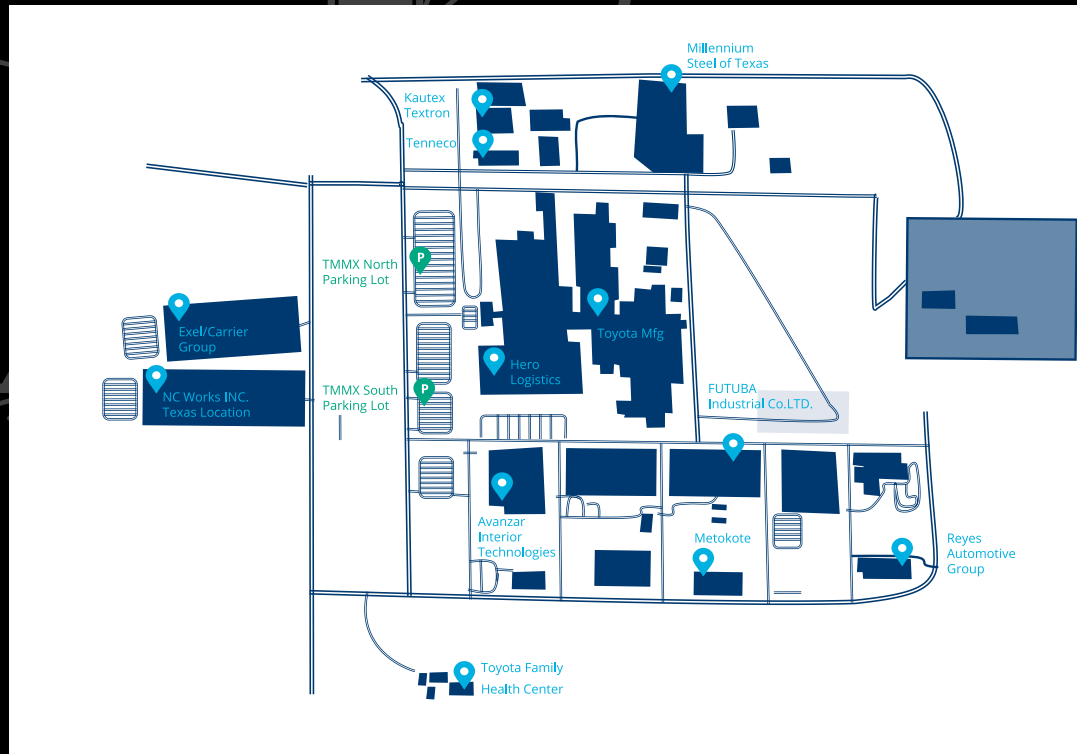 Millennium
Steel of Texas
Kautex
Textron
Tenneco
P
TMMX North
Parking Lot
Exel/Carrier
Group
Toyota Mfg
Hero
Logistics
NC Works INC.
Texas Location
TMMX South
Parking Lot
P
FUTUBA
Industrial Co.LTD.
Avanzar
Interior
Technologies
Metokote
Reyes
Automotive
Group
Toyota Family
Health Center